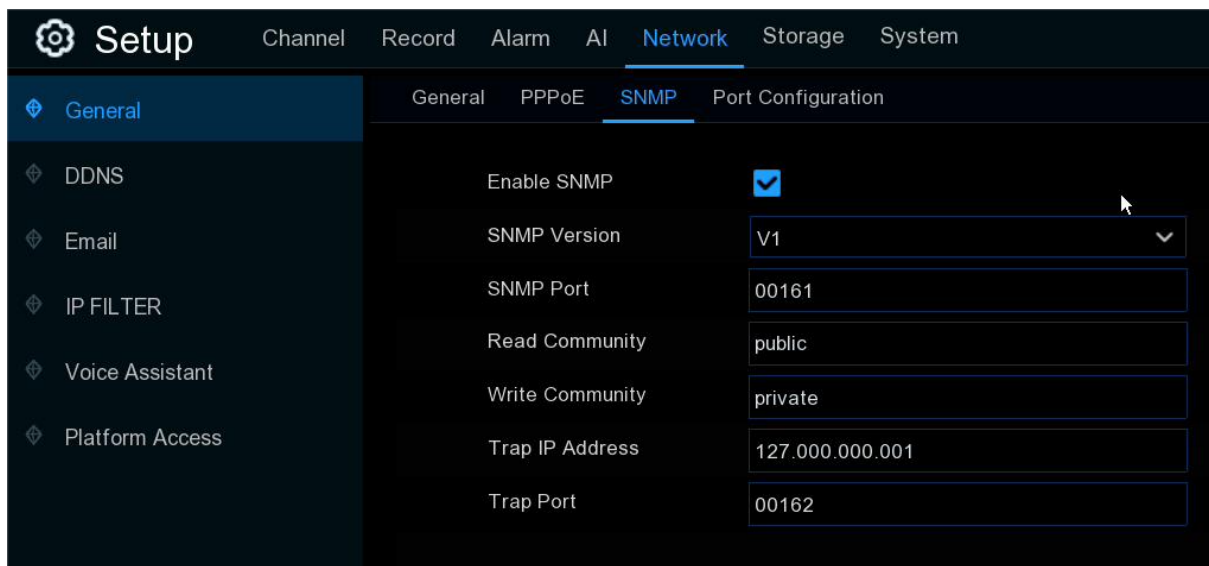 Setup Channel Record Alarm AI Network Storage System
General PPPoE SNMP Port Configuration
General
DDNS
Email
IP FILTER
Voice Assistant
Platform Access
Enable SNMP
SNMP Version V1
SNMP Port 00161
Read Community public
Write Community private
Trap IP Address 127.000.000.001
Trap Port 00162